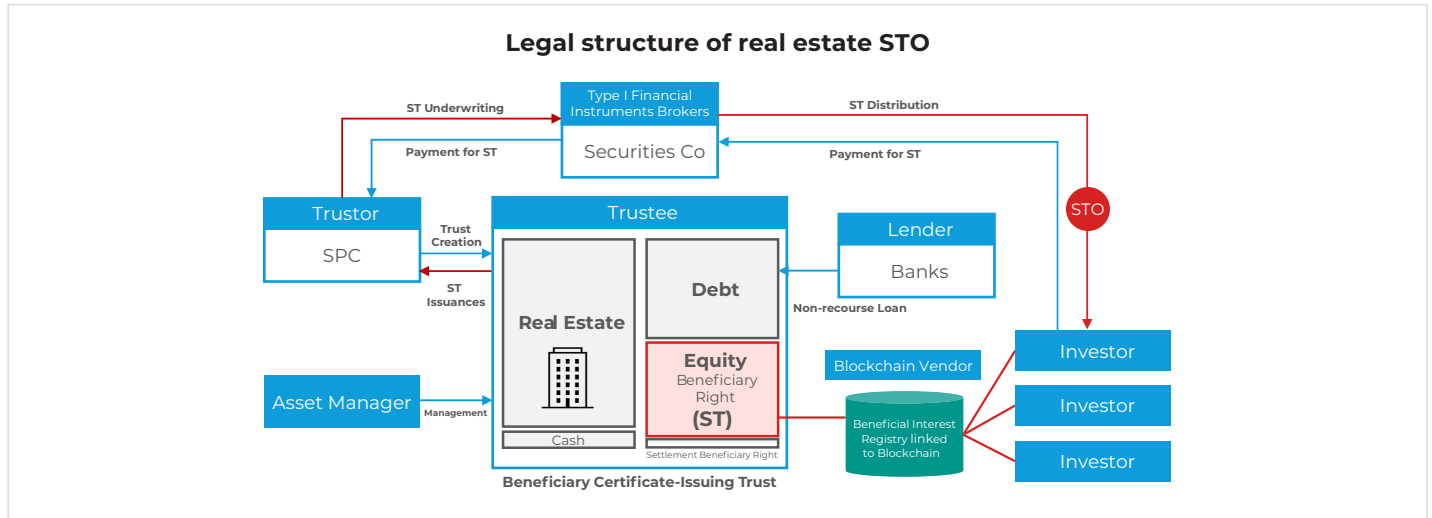 Legal structure of real estate STO
Type I Financial
Instruments Brokers
Securities Co
ST Underwriting
ST Distribution
Payment for ST
Payment for ST
STO
Trustor
SPC
Trust
Creation
ST
Issuances
Trustee
Real Estate
Cash
Debt
Equity
Beneficiary
Right
(ST)
Settlement Beneficiary Right
Beneficiary Certificate-Issuing Trust
Lender
Banks
Non-recourse Loan
Asset Manager
Management
Blockchain Vendor
Beneficial Interest
Registry linked
to Blockchain
Investor
Investor
Investor